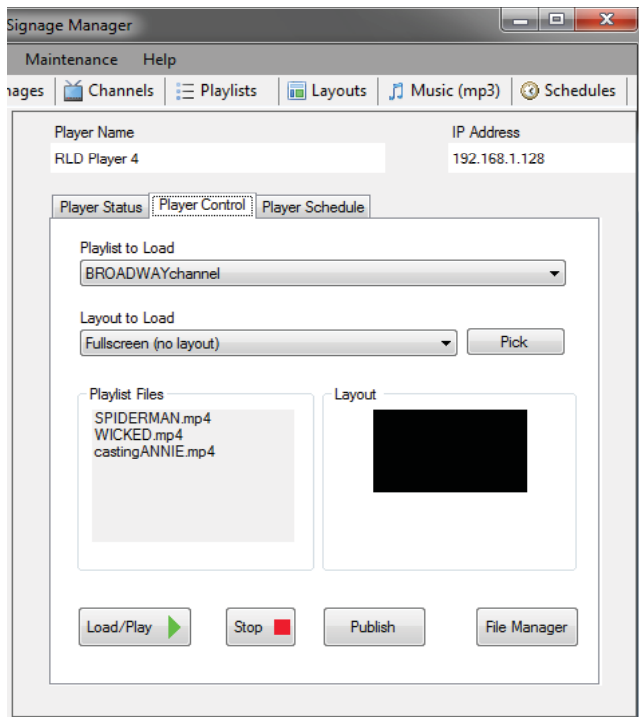 Signage Manager
Maintenance Help
Channels Playlists Layouts Music (mp3) Schedules
Player Name IP Address
RLD Player 4 192.168.1.128
Player Status Player Control Player Schedule
Playlist to Load
BROADWAYchannel
Layout to Load
Fullscreen (no layout) Pick
Playlist Files Layout
SPIDERMAN.mp4
WICKED.mp4
castingANNIE.mp4
Load/Play Stop Publish File Manager